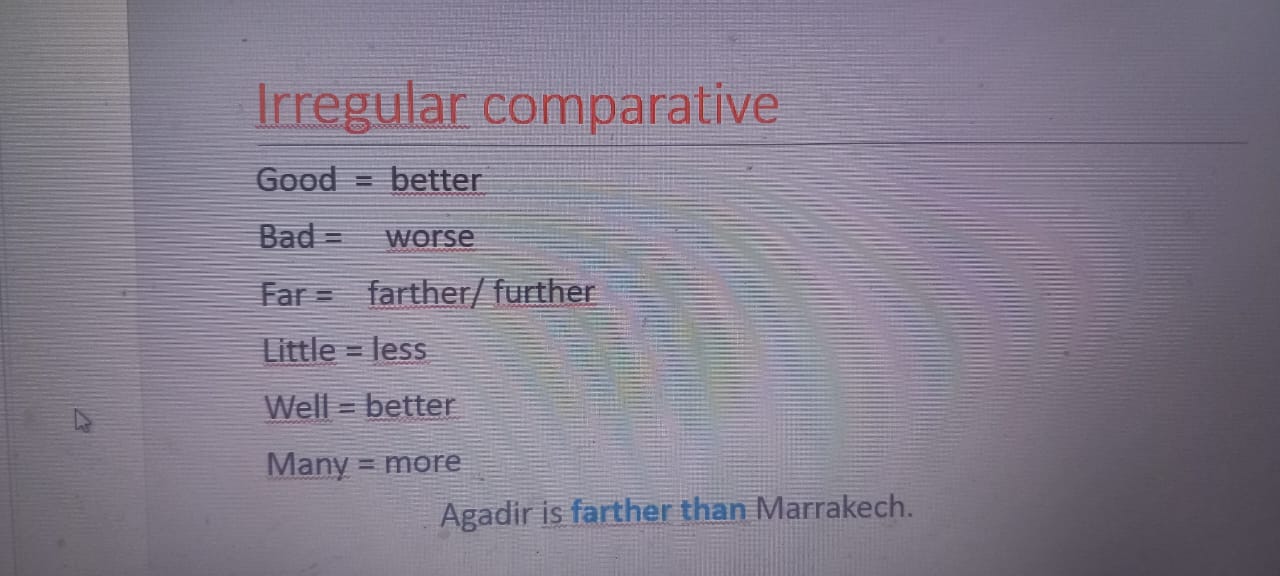 Irregular comparative
Good = better
Bad = worse
Far = farther/ further
Little = less
Well = better
Many = more
Agadir is farther than Marrakech.